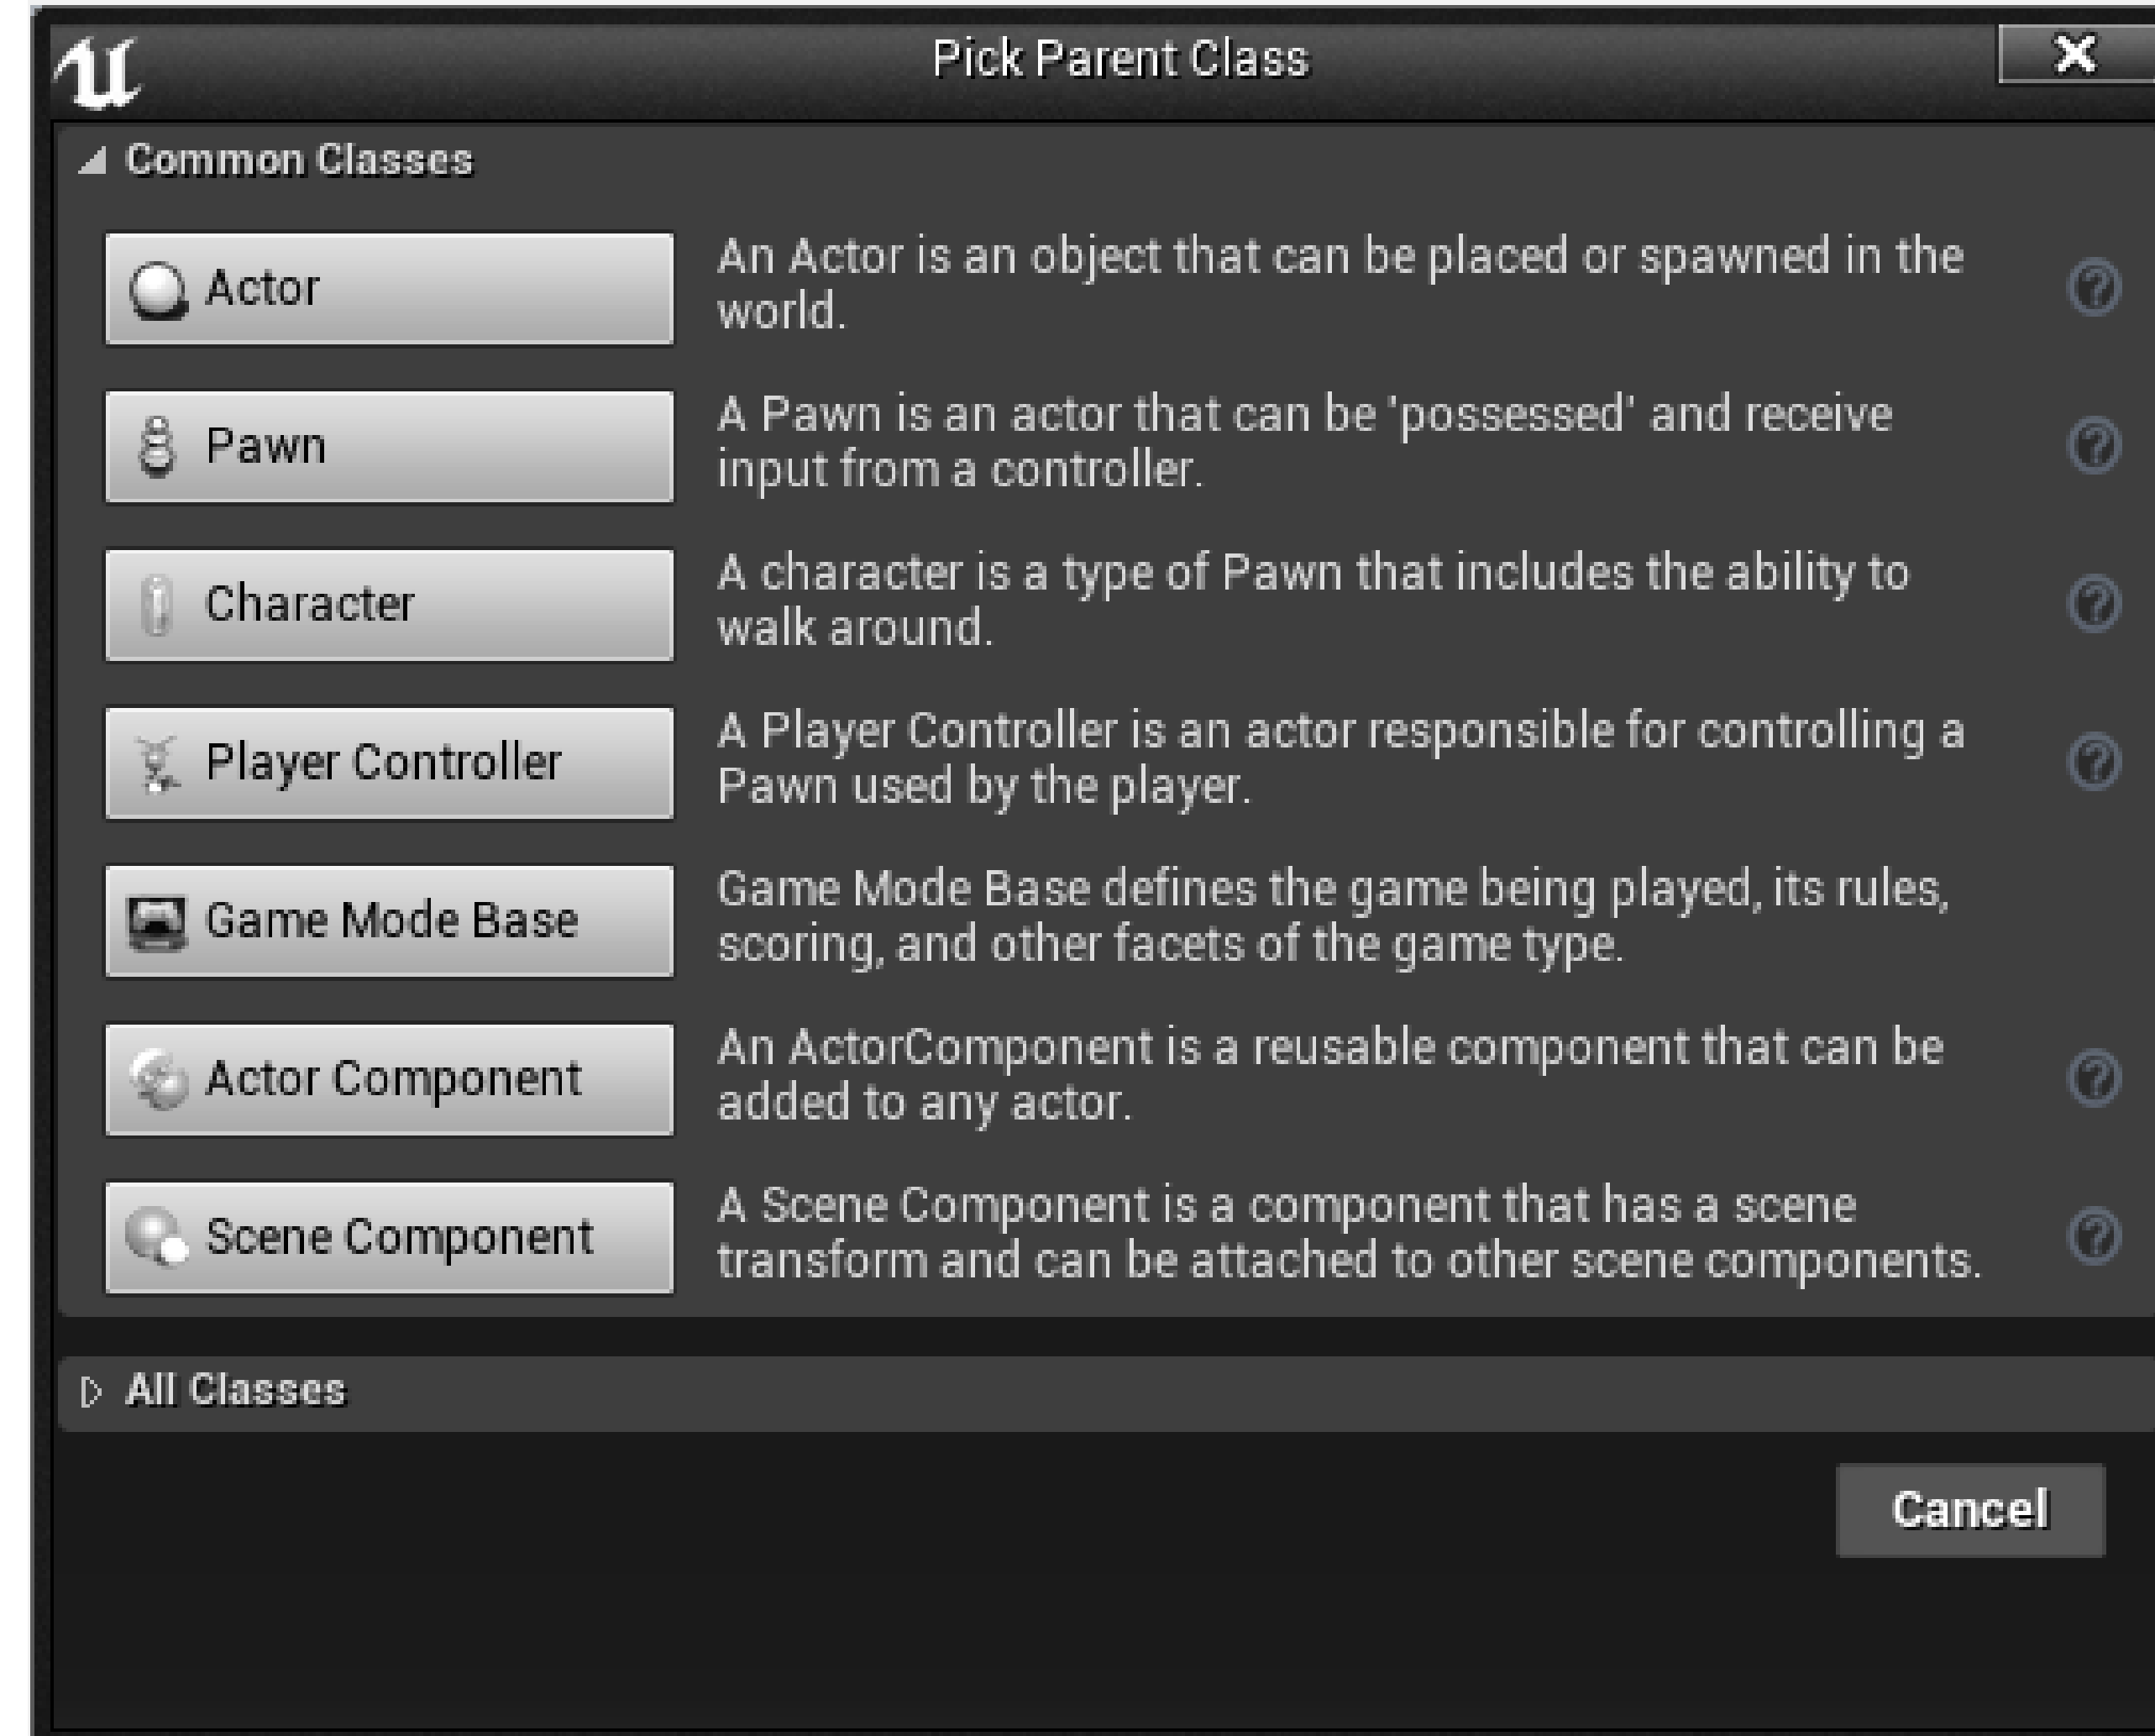 Pick Parent Class
Common Classes
Actor
An Actor is an object that can be placed or spawned in the
world.
Pawn
A Pawn is an actor that can be 'possessed' and receive
input from a controller.
Character
A character is a type of Pawn that includes the ability to
walk around.
Player Controller
A Player Controller is an actor responsible for controlling a
Pawn used by the player.
Game Mode Base
Game Mode Base defines the game being played, its rules,
scoring, and other facets of the game type.
Actor Component
An ActorComponent is a reusable component that can be
added to any actor.
Scene Component
A Scene Component is a component that has a scene
transform and can be attached to other scene components.
All Classes
Cancel